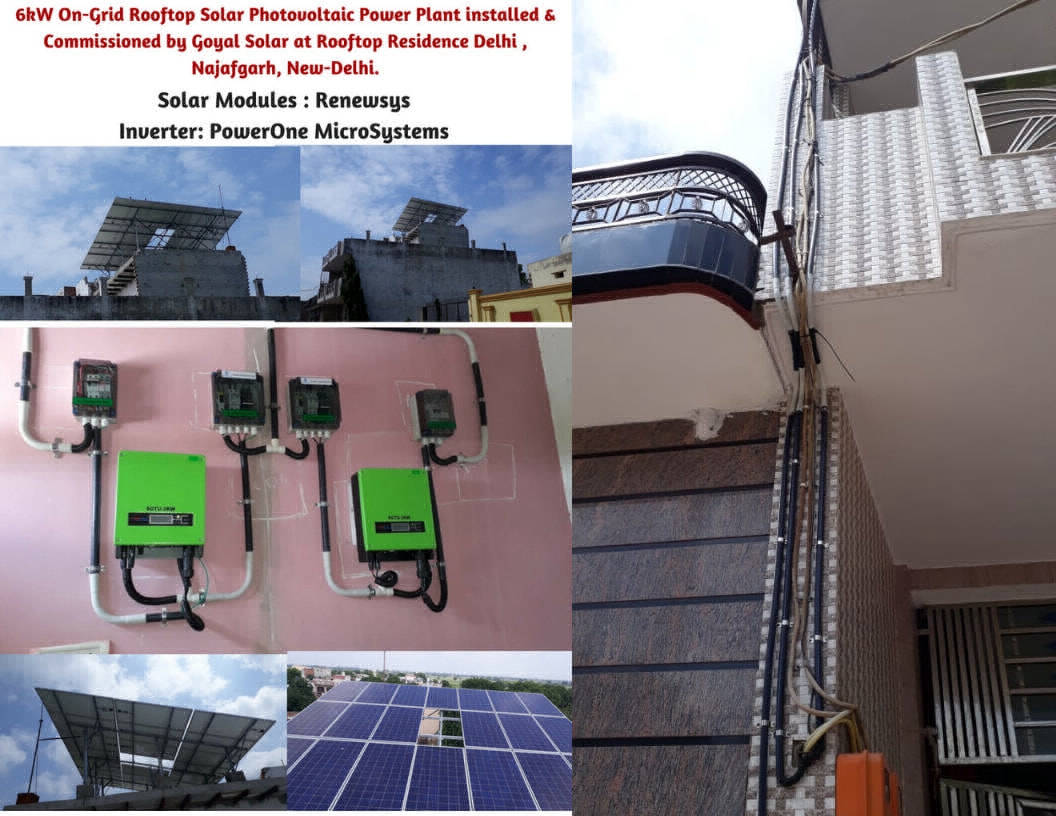 6kW On-Grid Rooftop Solar Photovoltaic Power Plant installed &
Commissioned by Goyal Solar at Rooftop Residence Delhi ,
Najafgarh, New-Delhi.
Solar Modules : Renewsys
Inverter: PowerOne MicroSystems